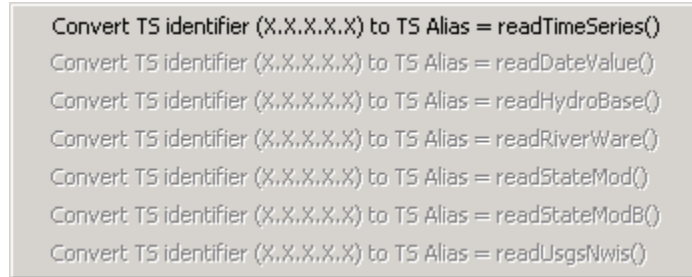 Convert TS identifier (X.X.X.X.X) to TS Alias = readTimeSeries()
Convert TS identifier (X.X.X.X.X) to TS Alias = readDateValue()
Convert TS identifier (X.X.X.X.X) to TS Alias = readHydroBase()
Convert TS identifier (X.X.X.X.X) to TS Alias = readRiverWare()
Convert TS identifier (X.X.X.X.X) to TS Alias = readStateMod()
Convert TS identifier (X.X.X.X.X) to TS Alias = readStateModB()
Convert TS identifier (X.X.X.X.X) to TS Alias = readUsgsNwis()